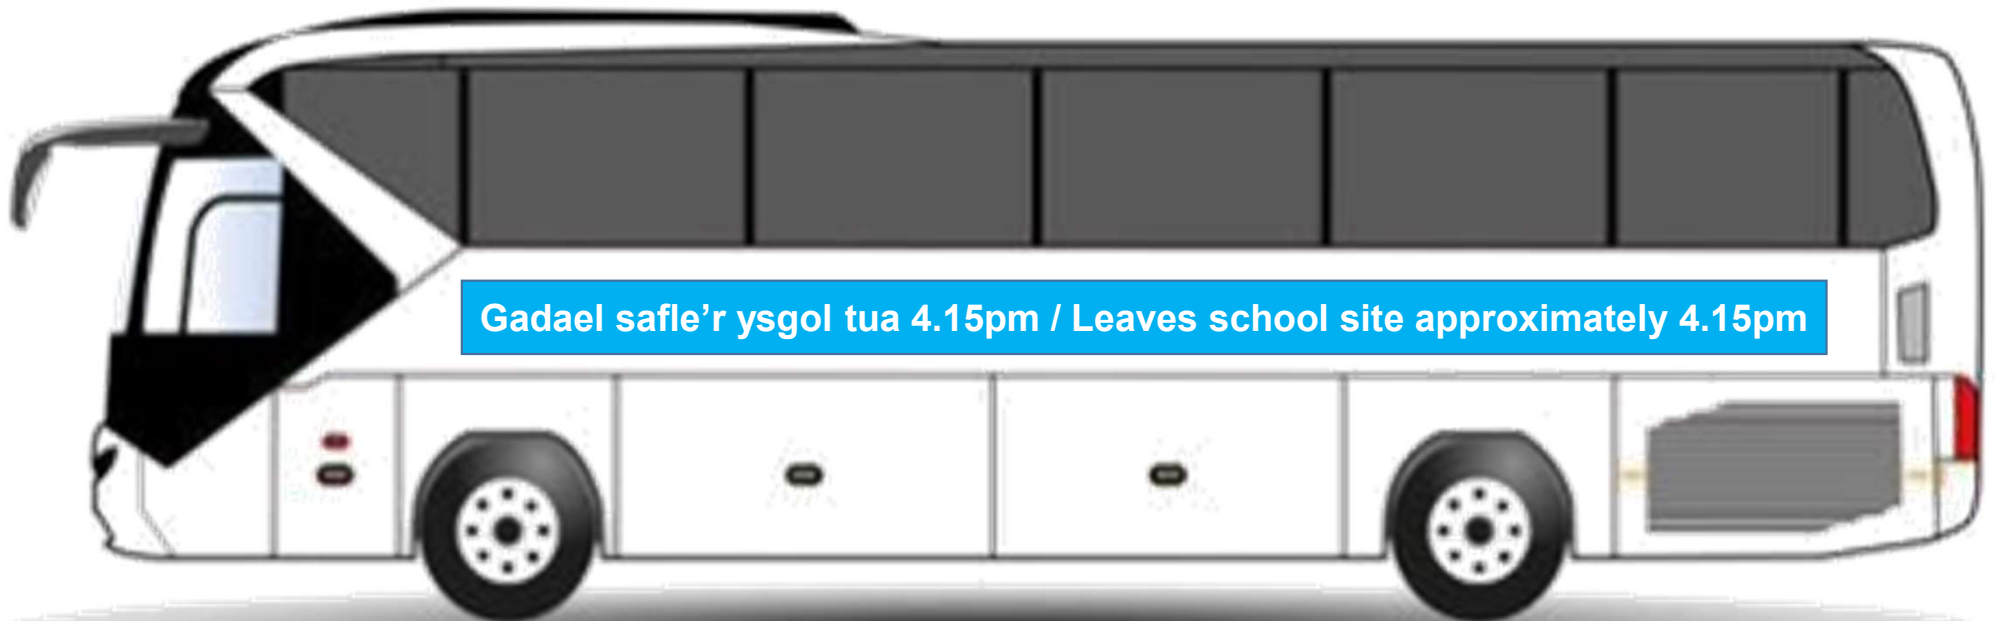 Gadael safle’r ysgol tua 4.15pm / Leaves school site approximately 4.15pm